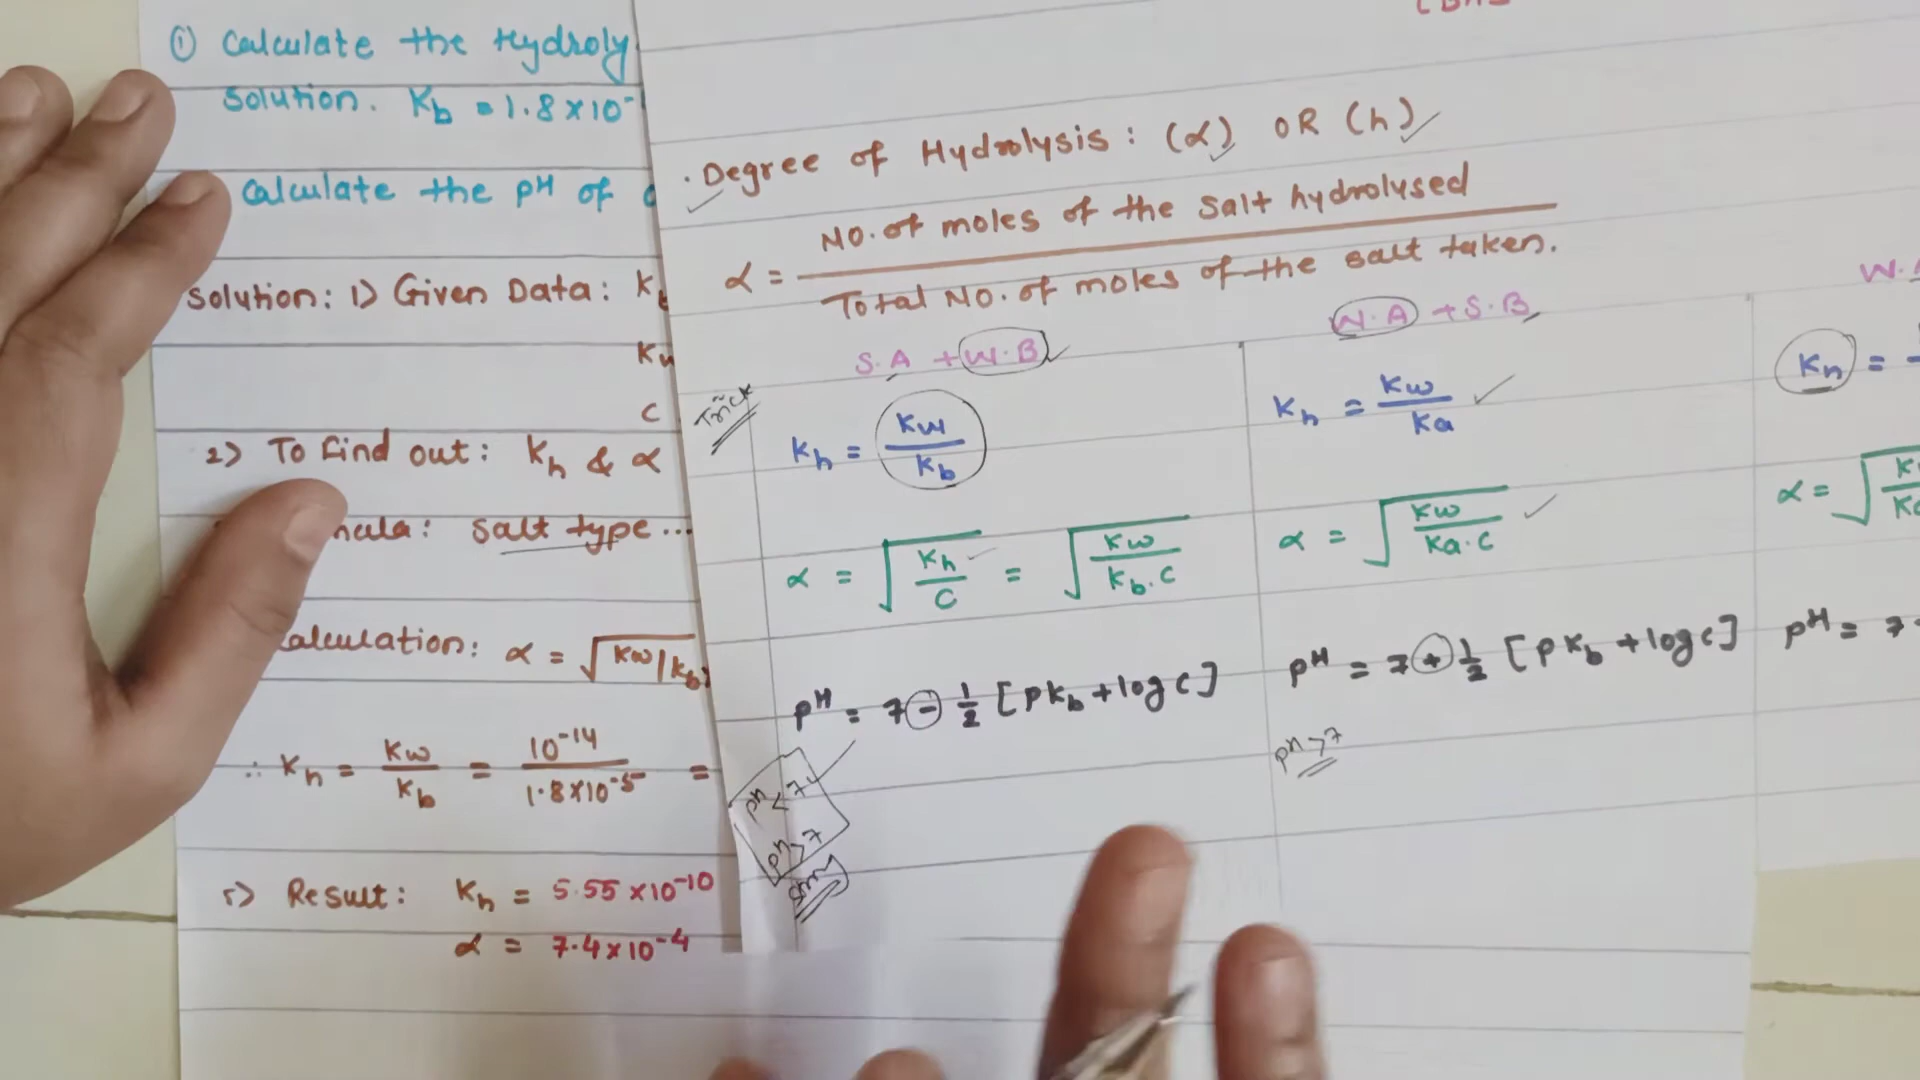 ① Calculate the Hydroly
Solution. Kb = 1.8×10⁻
Calculate the pH of
Solution: 1) Given Data: K
Kw
C
2) To Find out: Kh & α
mula: Salt type...
alculation: α = √Kw/Kb
∴ Kh = Kw/Kb = 10⁻¹⁴/1.8×10⁻⁵ =
5) Result: Kh = 5.55×10⁻¹⁰
α = 7.4×10⁻⁴
. Degree of Hydrolysis: (α) OR (h)
α = No. of moles of the salt hydrolysed / Total No. of moles of the salt taken.
S.A + W.B
W.A + S.B
W.A
Trick
Kh = Kw/Kb
Kh = Kw/Ka
Kh =
α = √Kh/C = √Kw/Kb.C
α = √Kw/Ka.C
α = √K
pH = 7 - ½ [PKb + log c]
pH = 7 + ½ [PKb + log c]
pH = 7
pH < 7
pH > 7
pH > 7